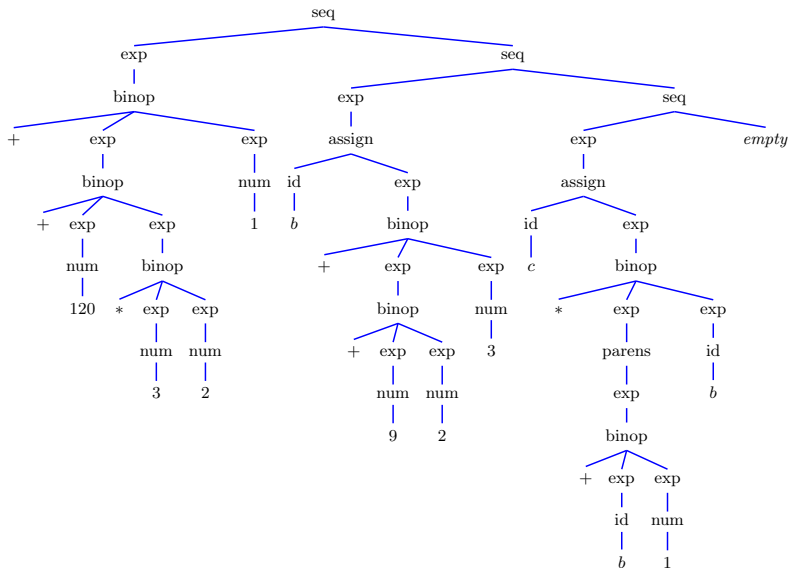 seq
exp seq
binop exp seq
+ exp exp assign exp empty
binop num id exp assign
+ exp exp 1 b binop id exp
num binop + exp exp c binop
120 * exp exp binop num * exp exp
num num + exp exp 3 parens id
3 2 num num exp b
9 2 binop
+ exp exp
id num
b 1